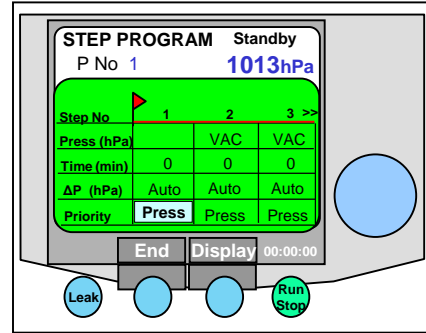 STEP PROGRAM Standby
P No 1 1013hPa
Step No 1 2 3 >>
Press (hPa) VAC VAC
Time (min) 0 0 0
ΔP (hPa) Auto Auto Auto
Priority Press Press Press
End Display 00:00:00
Leak Run
Stop